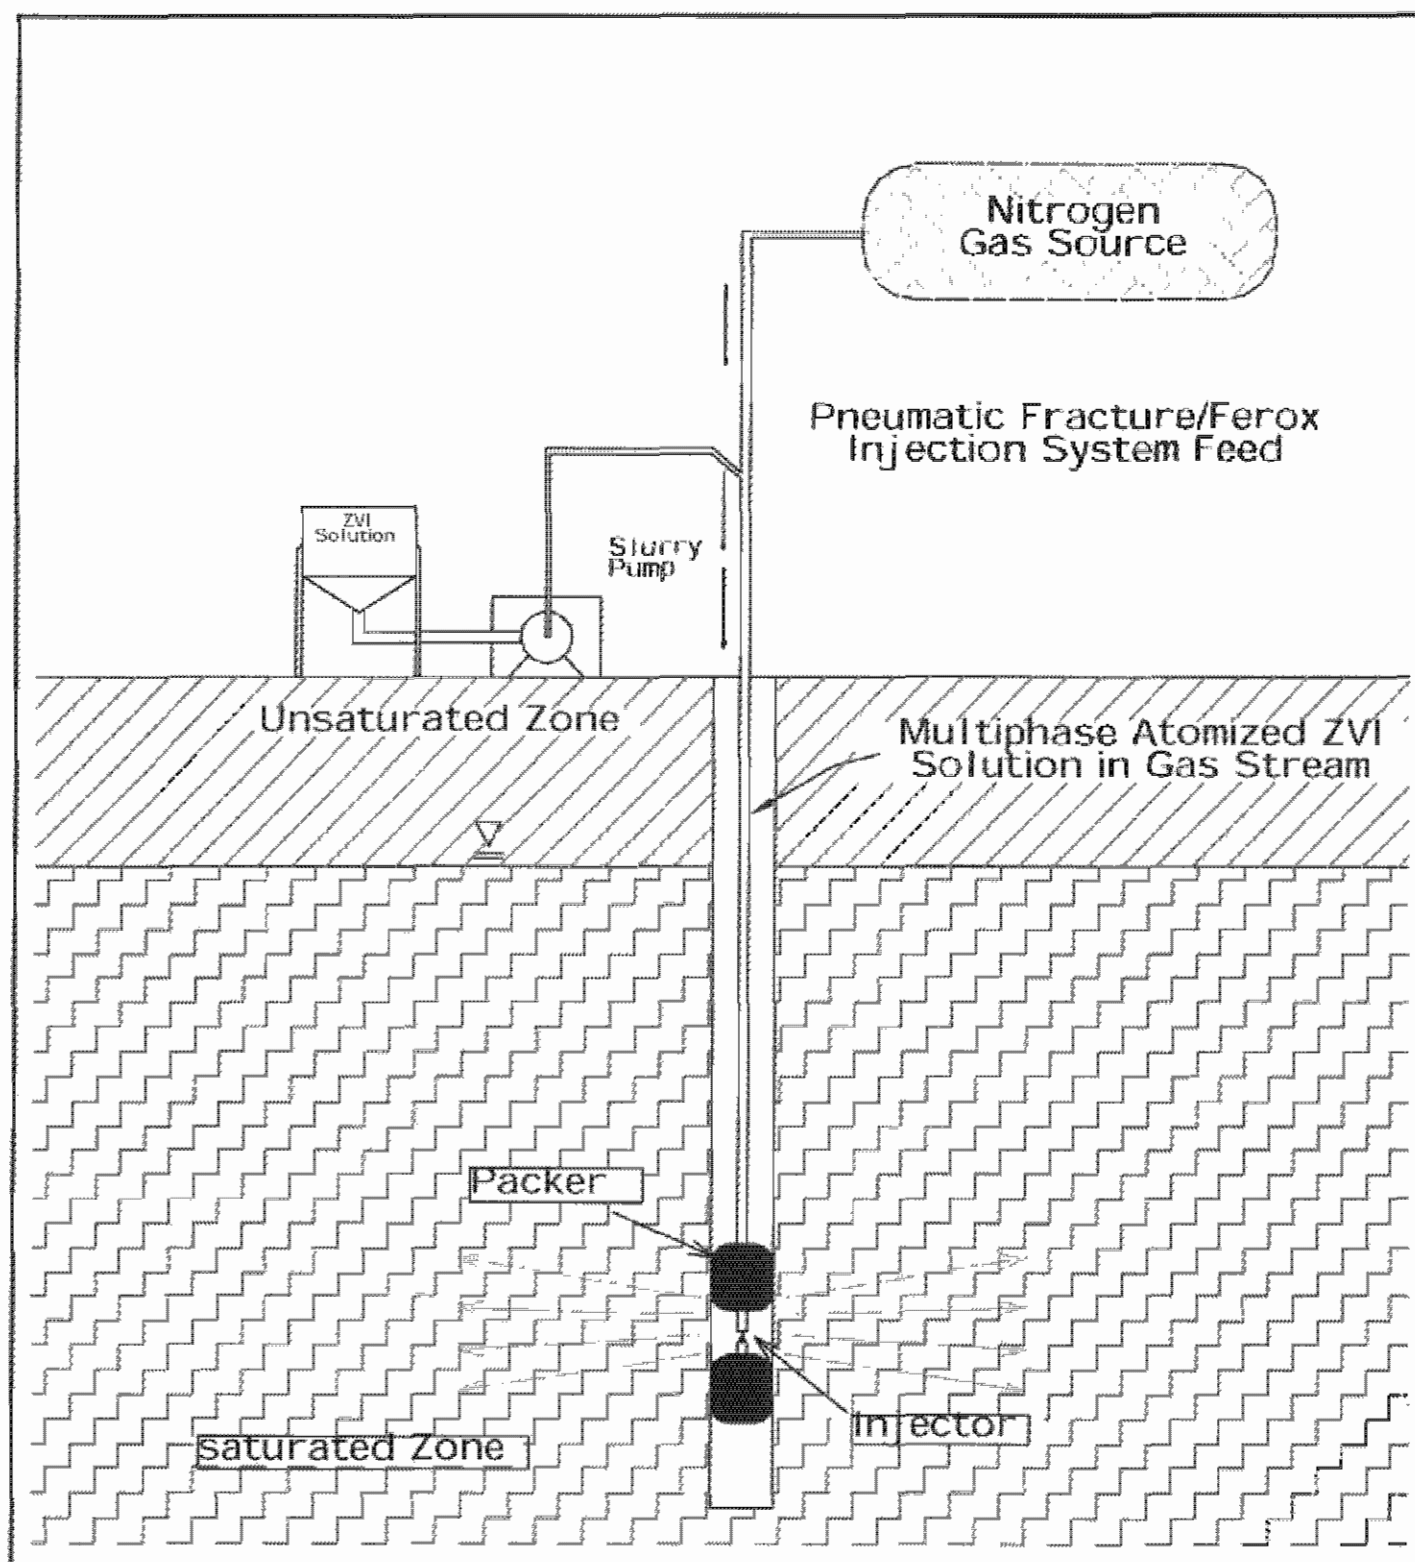 Nitrogen
Gas Source
Pneumatic Fracture/Ferox
Injection System Feed
ZVI
Solution
Slurry
Pump
Unsaturated Zone
Multiphase Atomized ZVI
Solution in Gas Stream
Packer
Injector
saturated Zone